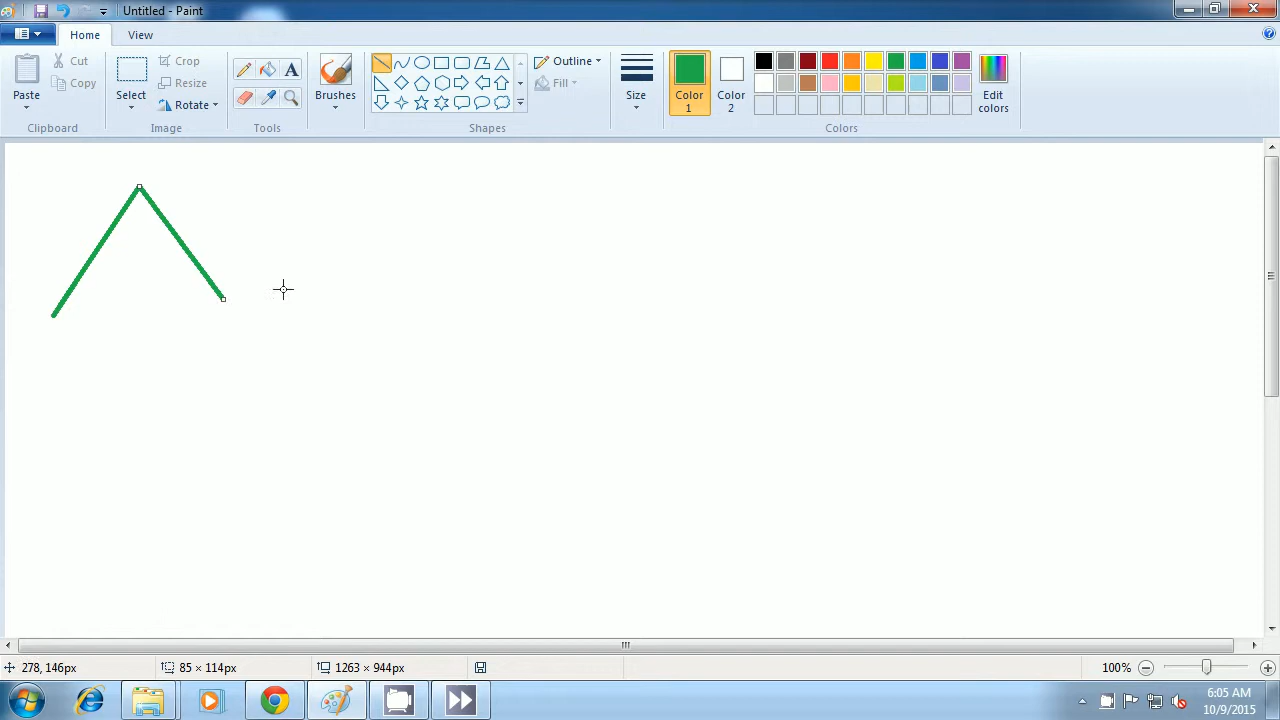 Untitled - Paint
Home View
Paste
Cut
Copy
Clipboard
Select
Crop
Resize
Rotate
Image
A
Tools
Brushes
Outline
Fill
Shapes
Size
Color 1
Color 2
Edit colors
Colors
278, 146px 85 × 114px 1263 × 944px 100%
6:05 AM
10/9/2015